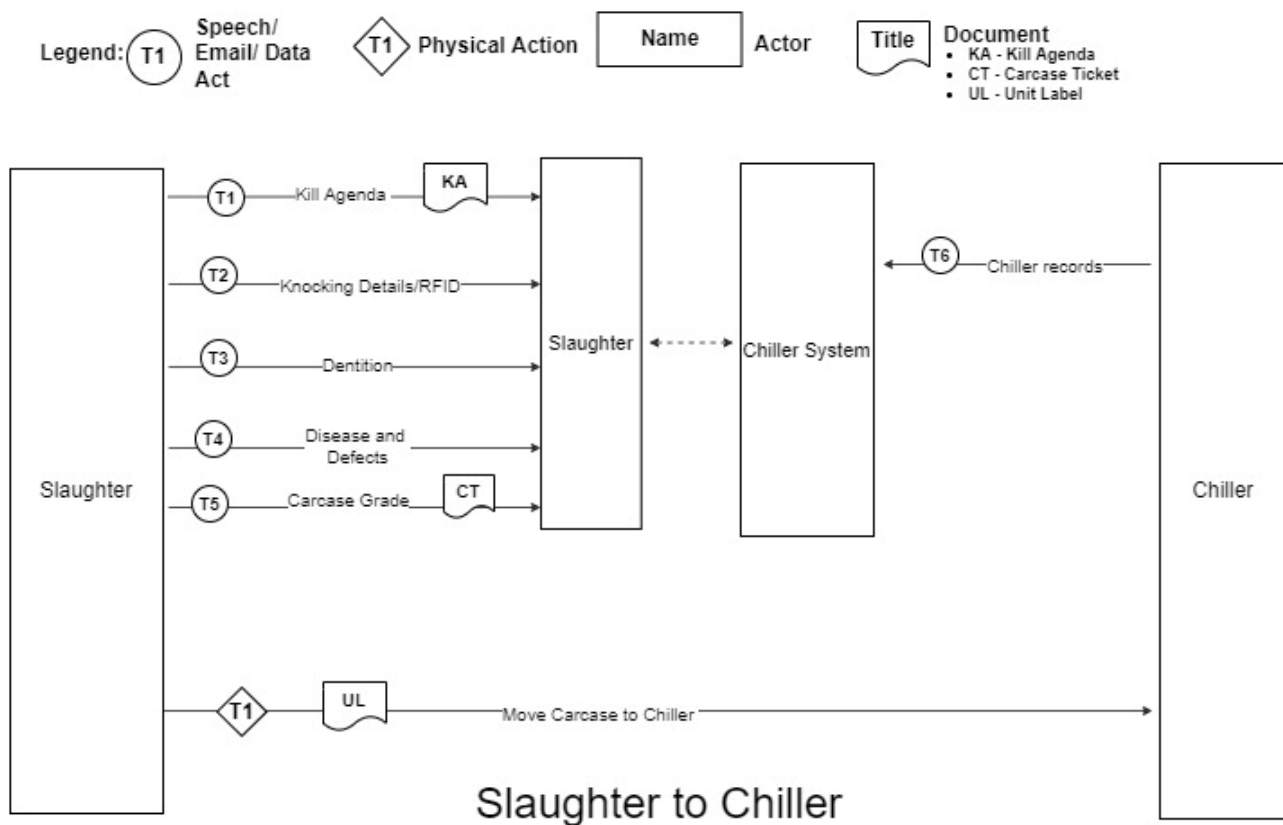 Legend:
T1
Speech/
Email/ Data
Act
T1
Physical Action
Name
Actor
Title
Document
• KA - Kill Agenda
• CT - Carcase Ticket
• UL - Unit Label
Slaughter
T1
Kill Agenda
KA
T2
Knocking Details/RFID
T3
Dentition
T4
Disease and
Defects
T5
Carcase Grade
CT
Slaughter
Chiller System
T6
Chiller records
Chiller
T1
UL
Move Carcase to Chiller
Slaughter to Chiller